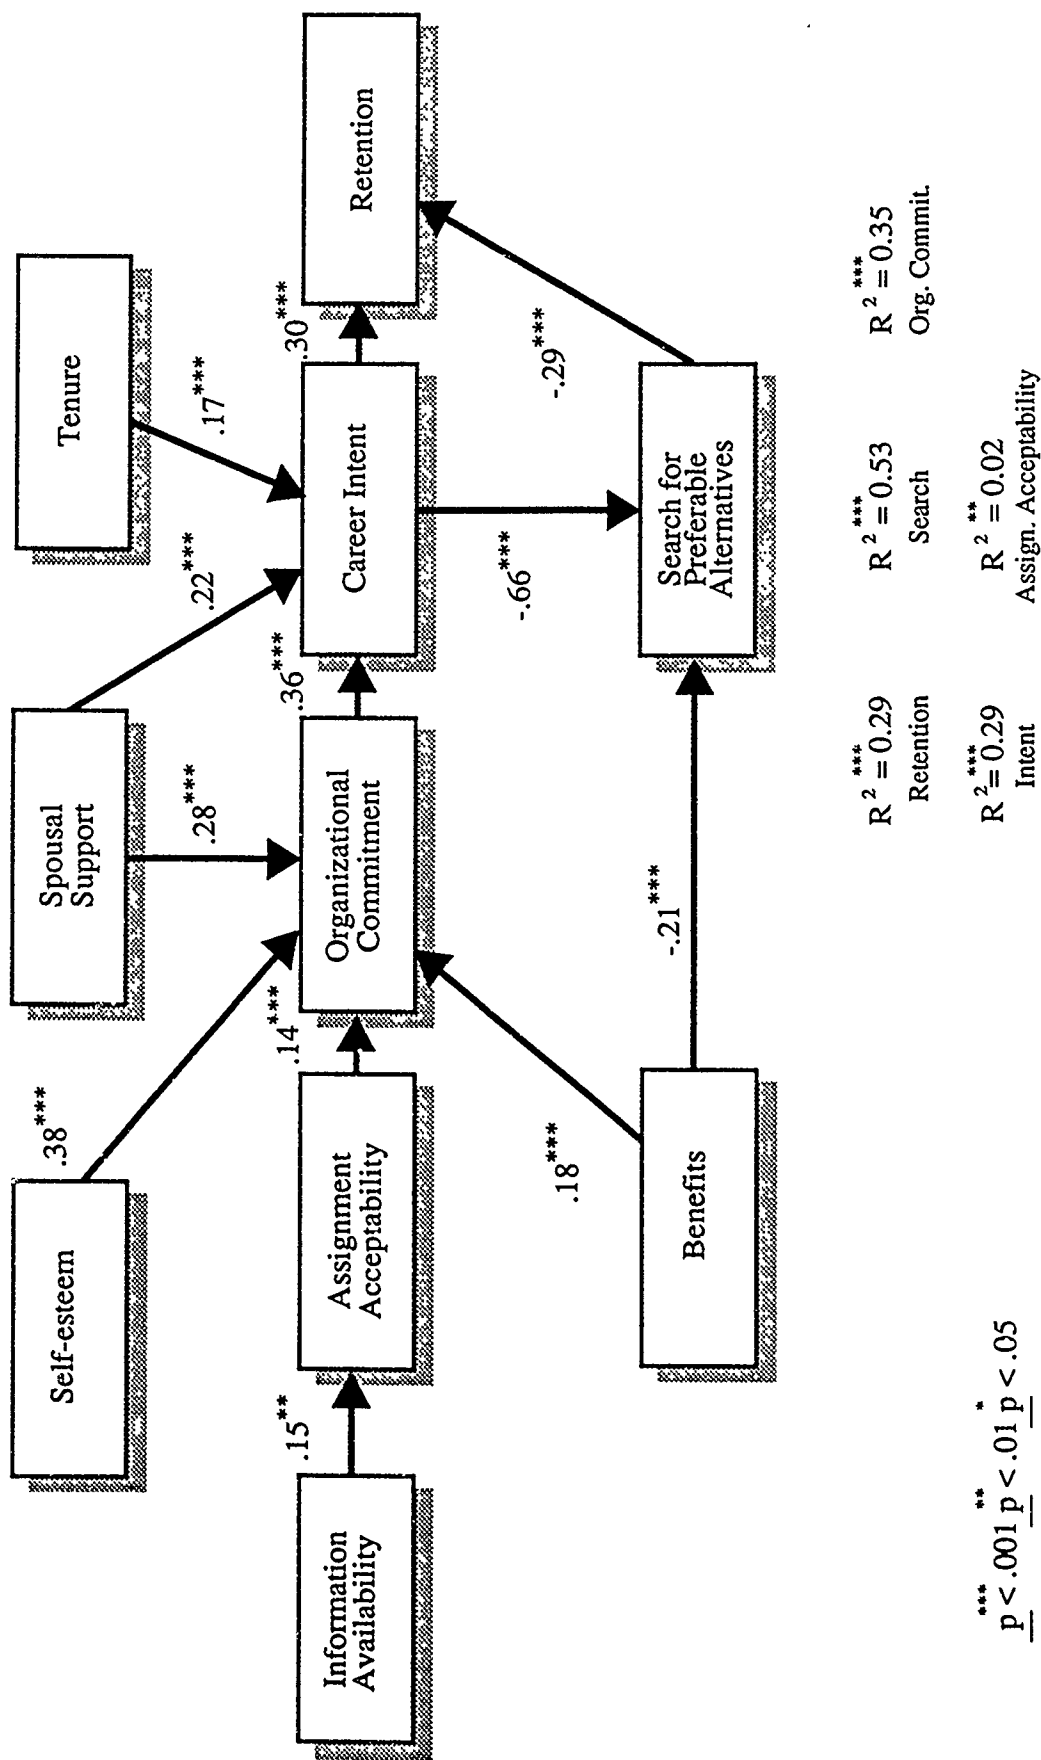 Self-esteem
Spousal
Support
Tenure
.38***
.28***
.22***
.17***
Information
Availability
.15**
Assignment
Acceptability
.14***
Organizational
Commitment
.36***
Career Intent
.30***
Retention
.18***
-.66***
-.29***
Benefits
-.21***
Search for
Preferable
Alternatives
R²*** = 0.29
Retention
R²*** = 0.53
Search
R²*** = 0.35
Org. Commit.
R²*** = 0.29
Intent
R²** = 0.02
Assign. Acceptability
*** p < .001 ** p < .01 * p < .05